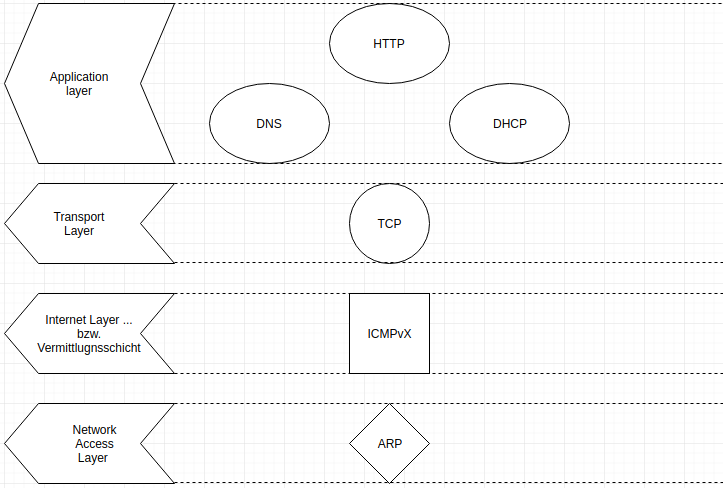 HTTP
Application
layer
DNS
DHCP
Transport
Layer
TCP
Internet Layer ...
bzw.
Vermittlugnsschicht
ICMPvX
Network
Access
Layer
ARP